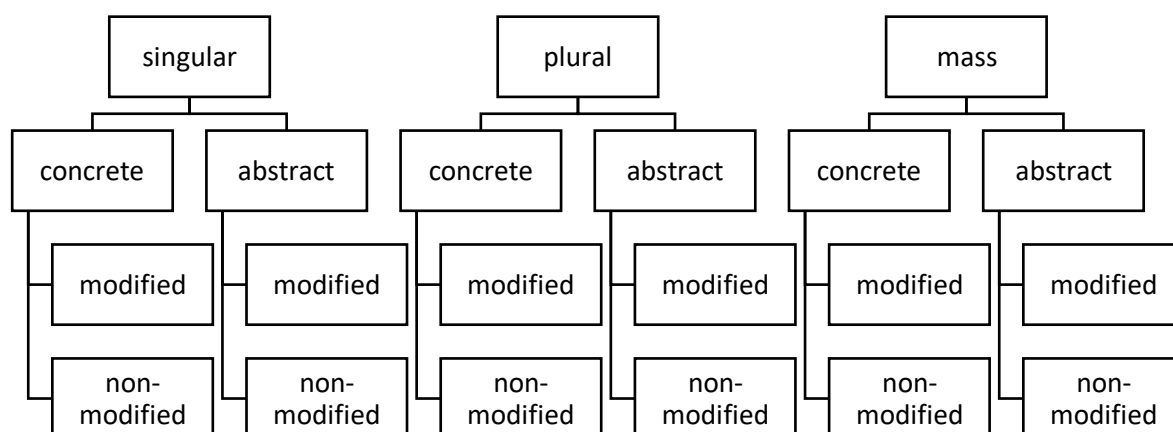 singular plural mass
concrete abstract concrete abstract concrete abstract
modified modified modified modified modified modified
non- non- non- non- non- non-
modified modified modified modified modified modified